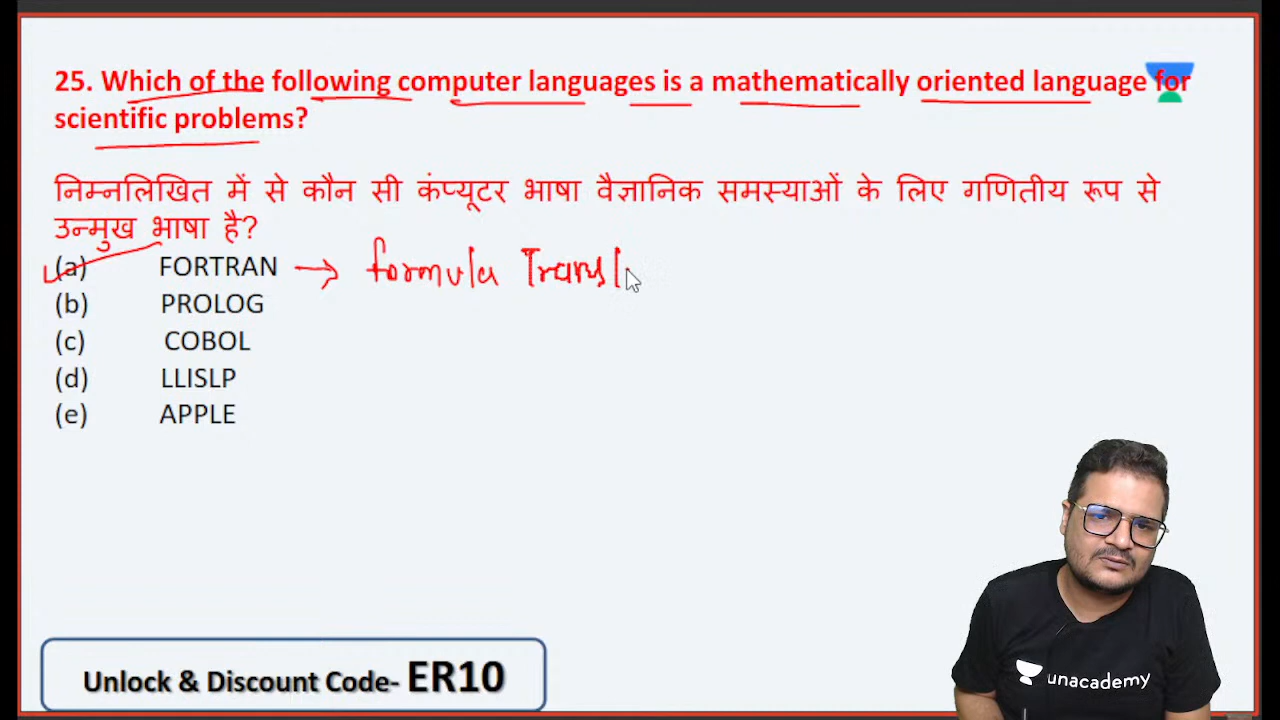 25. Which of the following computer languages is a mathematically oriented language for
scientific problems?
निम्नलिखित में से कौन सी कंप्यूटर भाषा वैज्ञानिक समस्याओं के लिए गणितीय रूप से
उन्मुख भाषा है?
(a) FORTRAN → formula Transl
(b) PROLOG
(c) COBOL
(d) LLISLP
(e) APPLE
unacademy
Unlock & Discount Code- ER10